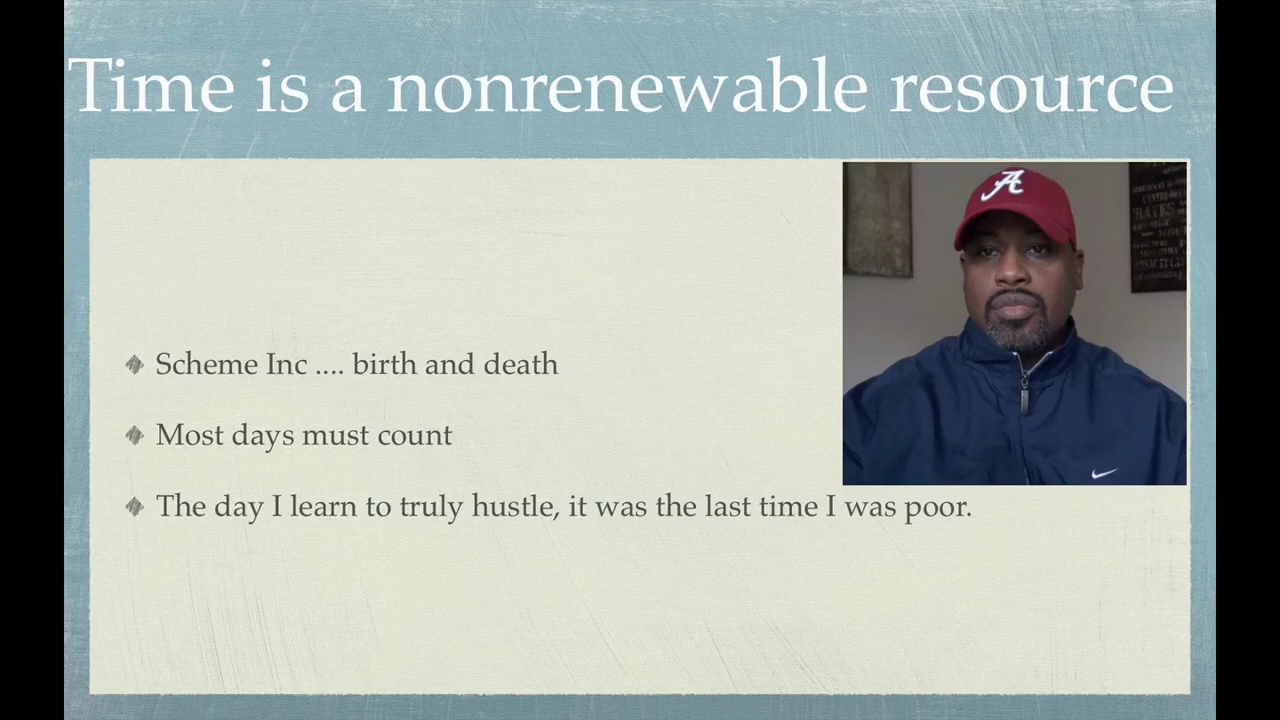 Time is a nonrenewable resource
A
RATES
Scheme Inc .... birth and death
Most days must count
The day I learn to truly hustle, it was the last time I was poor.